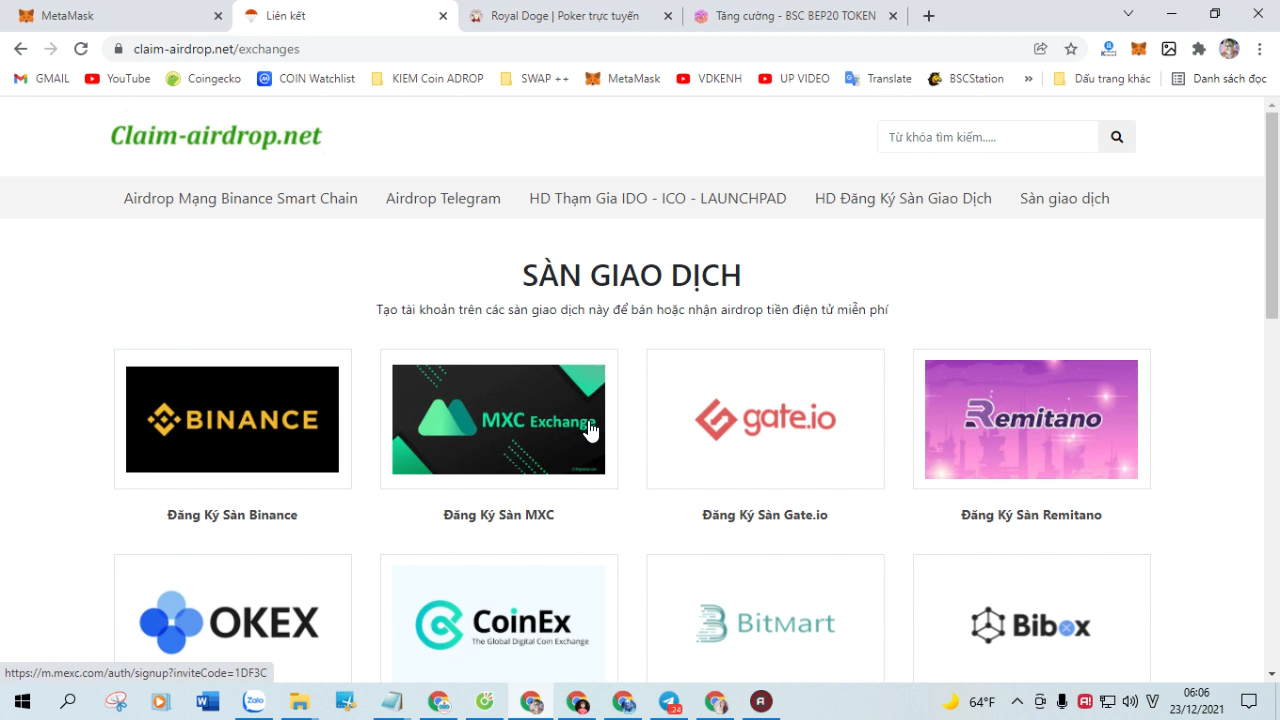 MetaMask
Liên kết
Royal Doge | Poker trực tuyến
Tăng cường - BSC BEP20 TOKEN
claim-airdrop.net/exchanges
GMAIL
YouTube
Coingecko
COIN Watchlist
KIEM Coin ADROP
SWAP ++
MetaMask
VDKENH
UP VIDEO
Translate
BSCStation
»
Dấu trang khác
Danh sách đọc
Claim-airdrop.net
Từ khóa tìm kiếm.....
Airdrop Mạng Binance Smart Chain
Airdrop Telegram
HD Thạm Gia IDO - ICO - LAUNCHPAD
HD Đăng Ký Sàn Giao Dịch
Sàn giao dịch
SÀN GIAO DỊCH
Tạo tài khoản trên các sàn giao dịch này để bán hoặc nhận airdrop tiền điện tử miễn phí
BINANCE
MXC Exchange
gate.io
Remitano
Đăng Ký Sàn Binance
Đăng Ký Sàn MXC
Đăng Ký Sàn Gate.io
Đăng Ký Sàn Remitano
OKEX
CoinEx
The Global Digital Coin Exchange
BitMart
Bibox
https://m.mexc.com/auth/signup?inviteCode=1DF3C
Zalo
24
64°F
06:06
23/12/2021